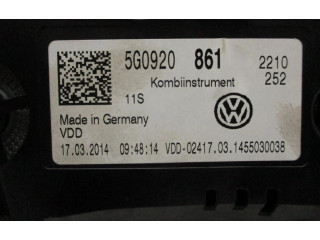 5G0920 861 2210
Kombiinstrument 252
11S
Made in Germany
VDD
17.03.2014 09:48:14 VDD-02417.03.1455030038